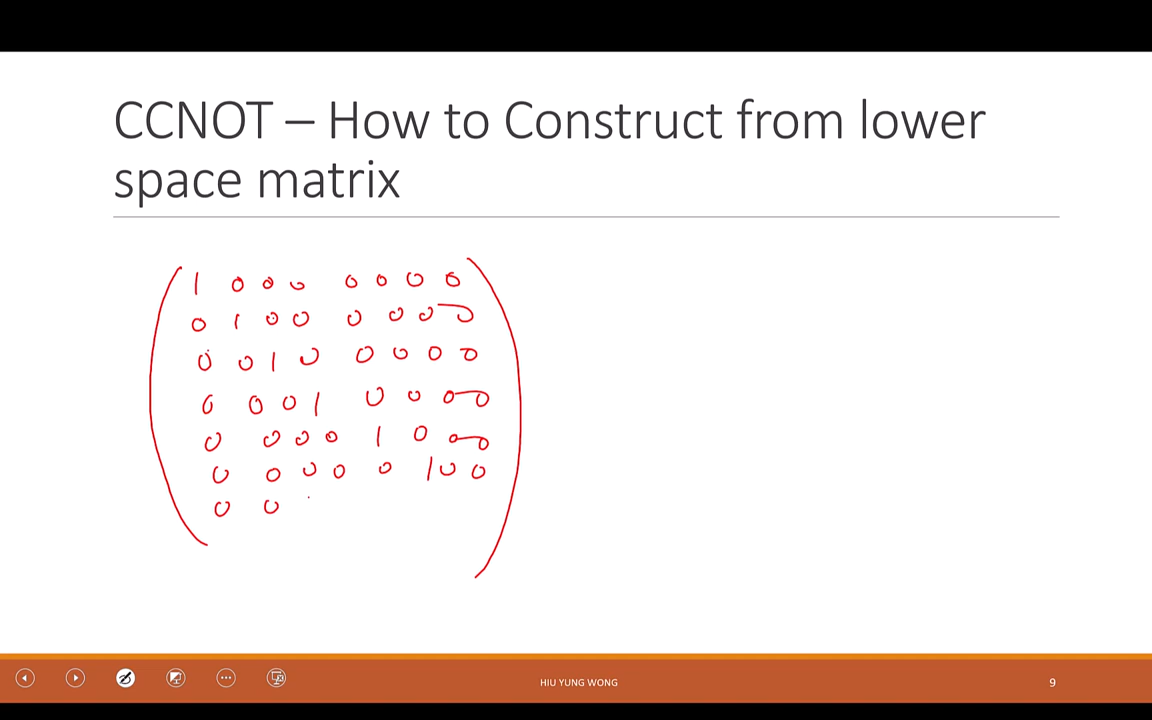 CCNOT – How to Construct from lower
space matrix
1 0 0 0 0 0 0 0
0 1 0 0 0 0 0 0
0 0 1 0 0 0 0 0
0 0 0 1 0 0 0 0
0 0 0 0 1 0 0 0
0 0 0 0 0 1 0 0
0 0
HIU YUNG WONG
9